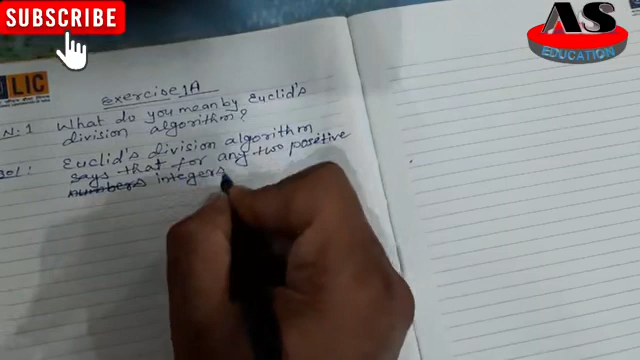 SUBSCRIBE
AS
EDUCATION
LIC
Exercise 1A
N. 1 What do you mean by Euclid's
division algorithm?
Sol: Euclid's division algorithm
says that for any two positive
numbers integers